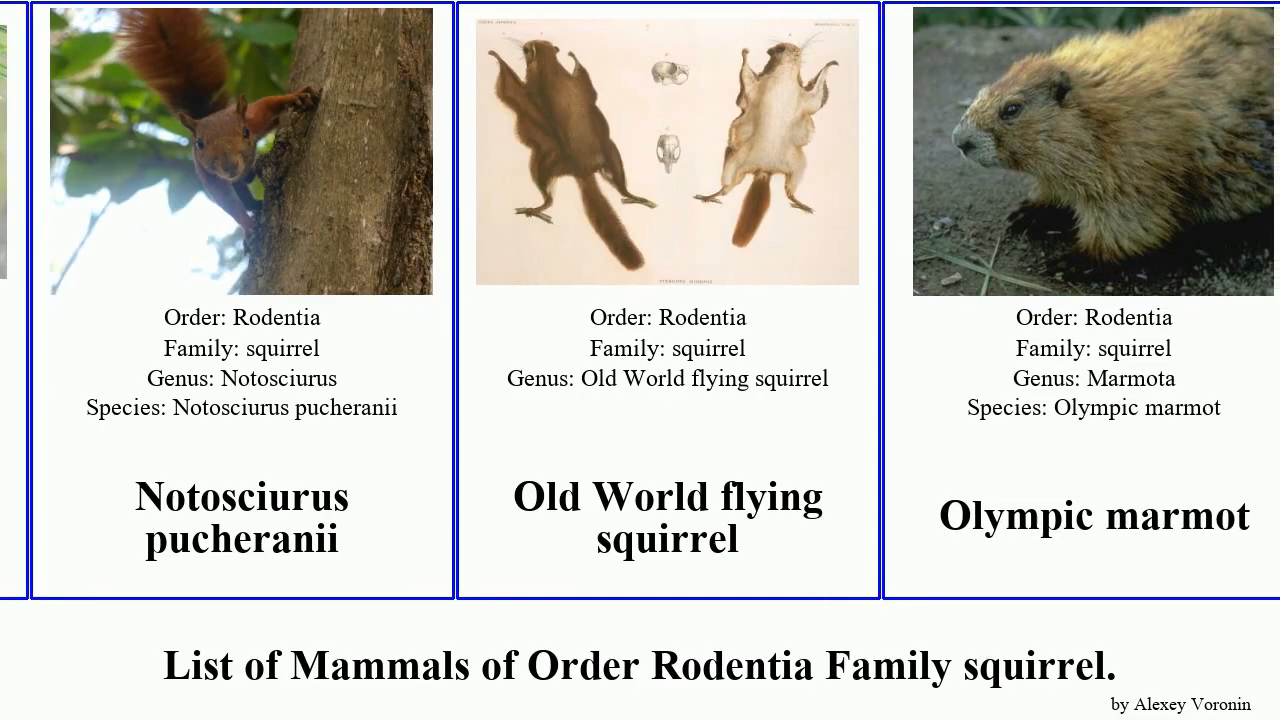 Order: Rodentia
Family: squirrel
Genus: Notosciurus
Species: Notosciurus pucheranii
Notosciurus
pucheranii
Order: Rodentia
Family: squirrel
Genus: Old World flying squirrel
Old World flying
squirrel
Order: Rodentia
Family: squirrel
Genus: Marmota
Species: Olympic marmot
Olympic marmot
List of Mammals of Order Rodentia Family squirrel.
by Alexey Voronin